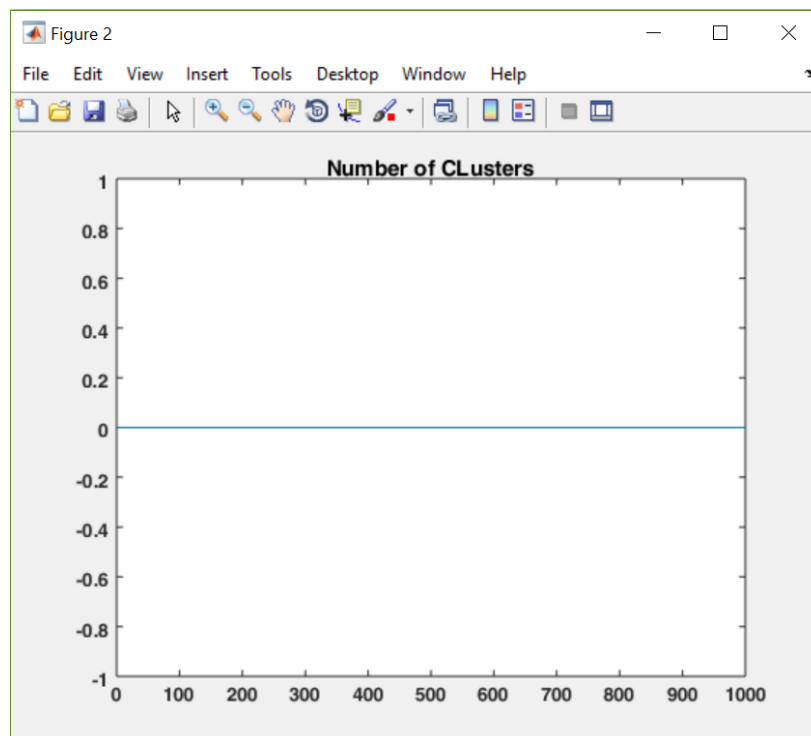 Figure 2
File Edit View Insert Tools Desktop Window Help
Number of CLusters
1
0.8
0.6
0.4
0.2
0
-0.2
-0.4
-0.6
-0.8
-1
0 100 200 300 400 500 600 700 800 900 1000